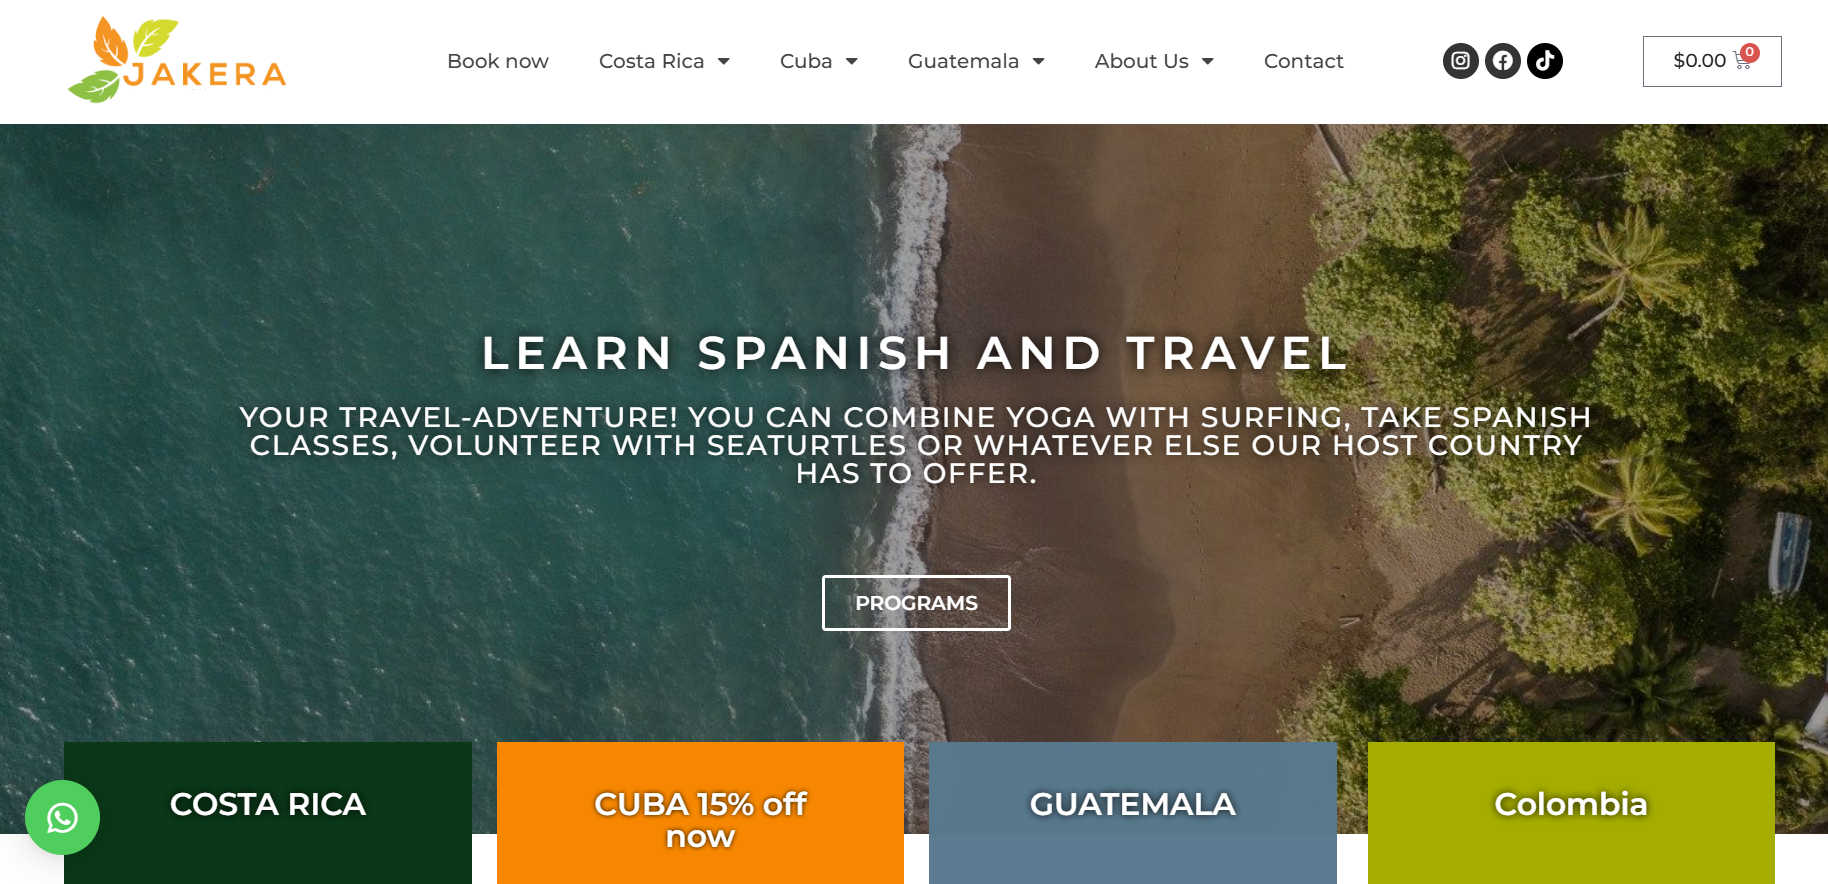 JAKERA
Book now
Costa Rica
Cuba
Guatemala
About Us
Contact
$0.00
0
LEARN SPANISH AND TRAVEL
YOUR TRAVEL-ADVENTURE! YOU CAN COMBINE YOGA WITH SURFING, TAKE SPANISH
CLASSES, VOLUNTEER WITH SEATURTLES OR WHATEVER ELSE OUR HOST COUNTRY
HAS TO OFFER.
PROGRAMS
COSTA RICA
CUBA 15% off
now
GUATEMALA
Colombia